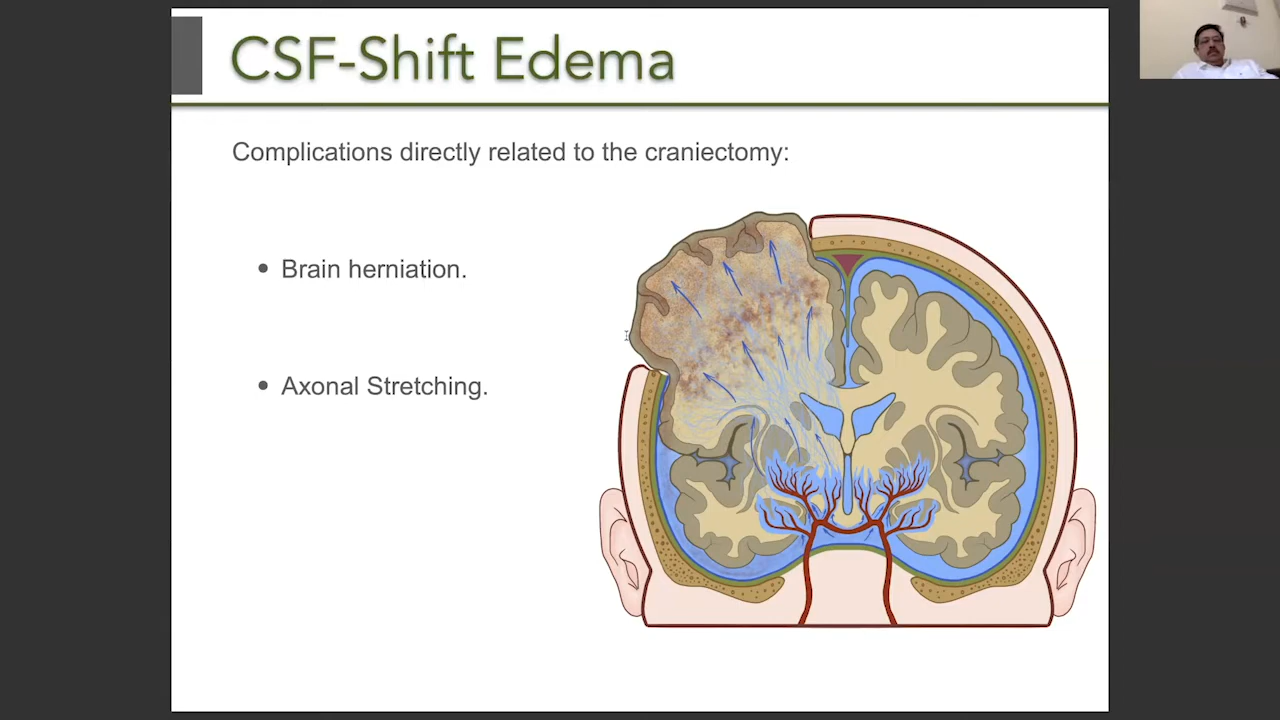 CSF-Shift Edema
Complications directly related to the craniectomy:
• Brain herniation.
• Axonal Stretching.